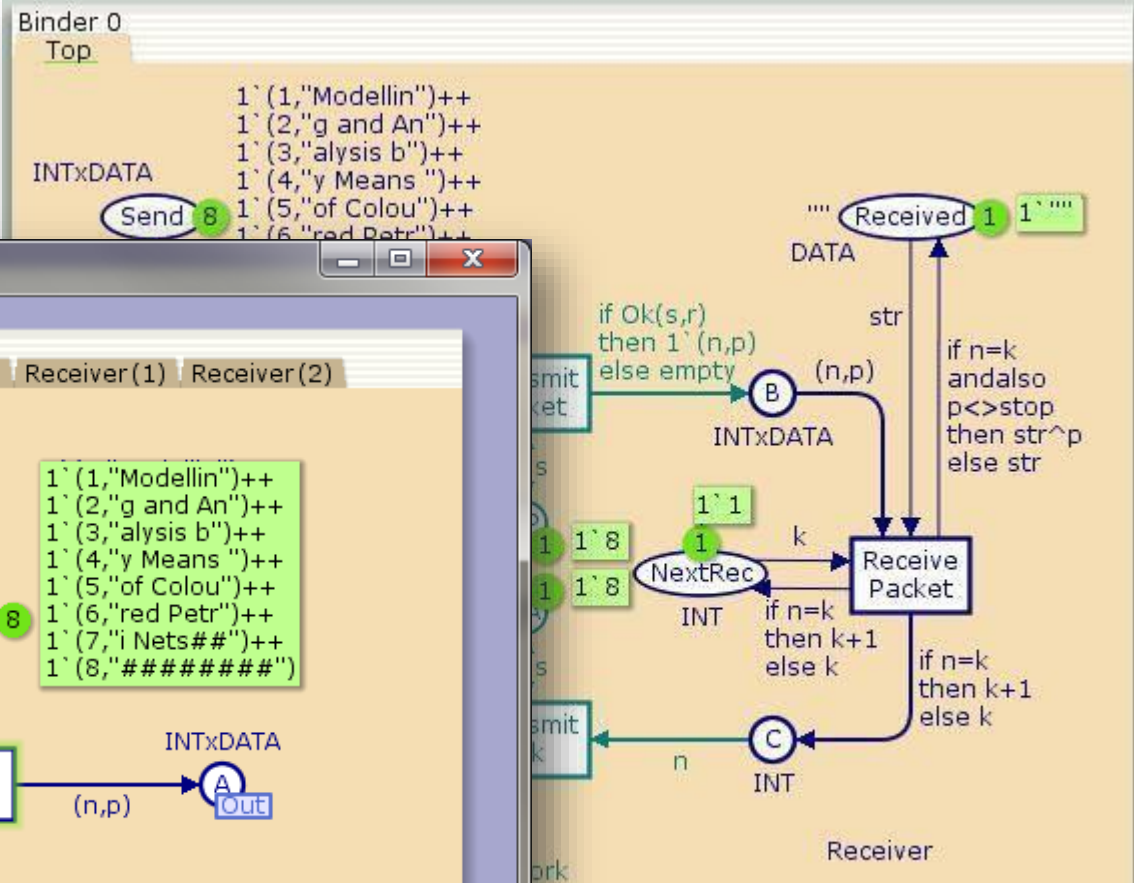 Binder 0
Top
1`(1,"Modellin")++
1`(2,"g and An")++
1`(3,"alysis b")++
1`(4,"y Means ")++
1`(5,"of Colou")++
1`(6,"red Petr")++
INTxDATA
Send
8
""
Received
1
1`""
DATA
str
if n=k
andalso
p<>stop
then str^p
else str
if Ok(s,r)
then 1`(n,p)
else empty
(n,p)
B
INTxDATA
1`1
1
NextRec
INT
k
Receive
Packet
if n=k
then k+1
else k
if n=k
then k+1
else k
1
1`8
1
1`8
n
C
INT
Receiver
Receiver(1)
Receiver(2)
8
1`(1,"Modellin")++
1`(2,"g and An")++
1`(3,"alysis b")++
1`(4,"y Means ")++
1`(5,"of Colou")++
1`(6,"red Petr")++
1`(7,"i Nets##")++
1`(8,"########")
INTxDATA
(n,p)
A
Out